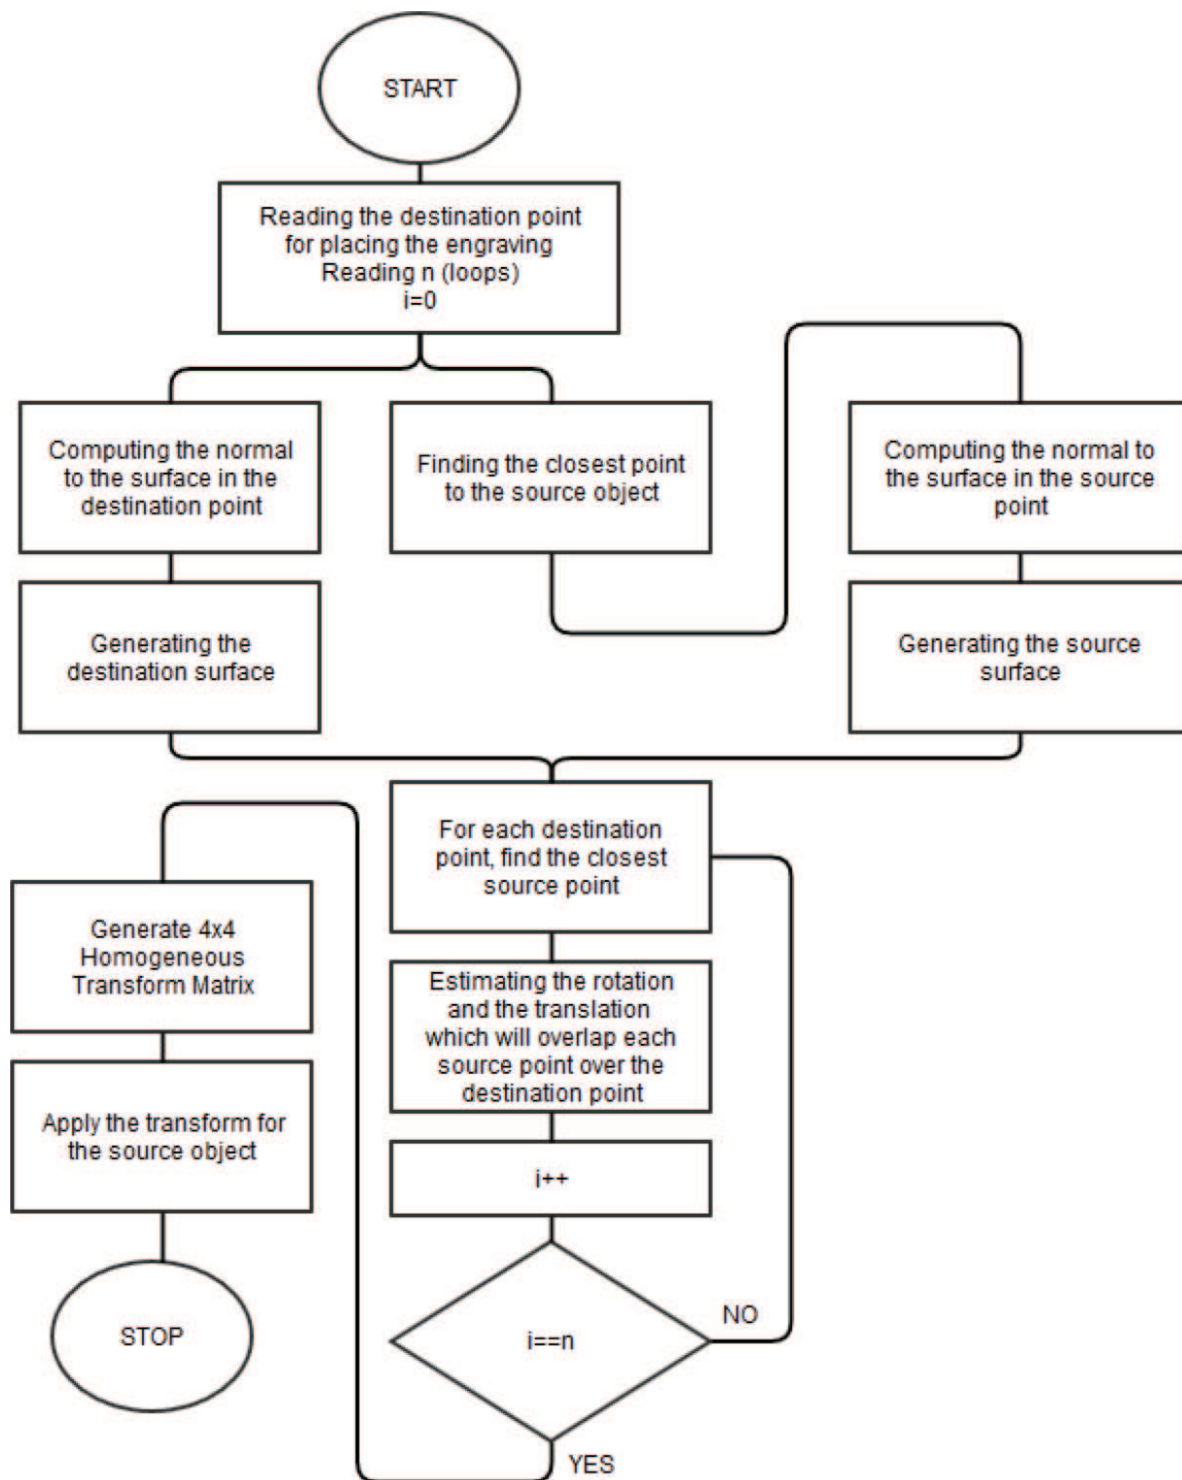 START
Reading the destination point
for placing the engraving
Reading n (loops)
i=0
Computing the normal
to the surface in the
destination point
Finding the closest point
to the source object
Computing the normal to
the surface in the source
point
Generating the
destination surface
Generating the source
surface
For each destination
point, find the closest
source point
Generate 4x4
Homogeneous
Transform Matrix
Estimating the rotation
and the translation
which will overlap each
source point over the
destination point
Apply the transform for
the source object
i++
STOP
i==n
NO
YES